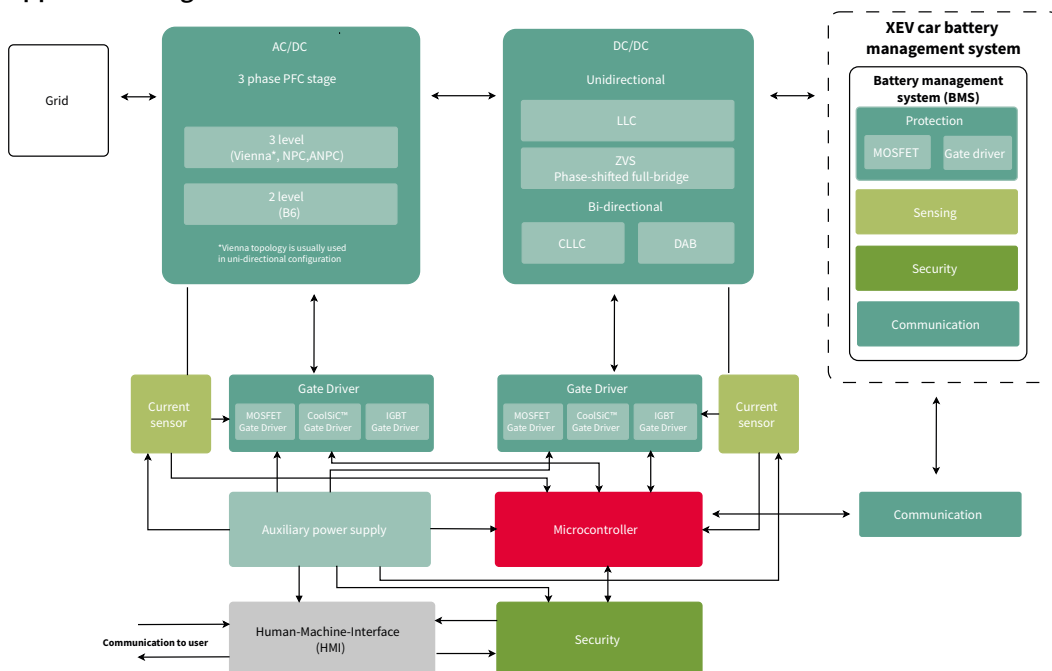 Grid
AC/DC
3 phase PFC stage
3 level
(Vienna*, NPC,ANPC)
2 level
(B6)
*Vienna topology is usually used
in uni-directional configuration
DC/DC
Unidirectional
LLC
ZVS
Phase-shifted full-bridge
Bi-directional
CLLC
DAB
XEV car battery
management system
Battery management
system (BMS)
Protection
MOSFET
Gate driver
Sensing
Security
Communication
Current
sensor
Gate Driver
MOSFET
Gate Driver
CoolSiC™
Gate Driver
IGBT
Gate Driver
Gate Driver
MOSFET
Gate Driver
CoolSiC™
Gate Driver
IGBT
Gate Driver
Current
sensor
Auxiliary power supply
Microcontroller
Communication
Communication to user
Human-Machine-Interface
(HMI)
Security